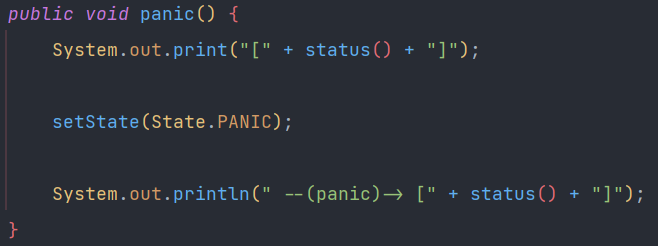 public void panic() {
System.out.print("[" + status() + "]");
setState(State.PANIC);
System.out.println(" --(panic)-> [" + status() + "]");
}